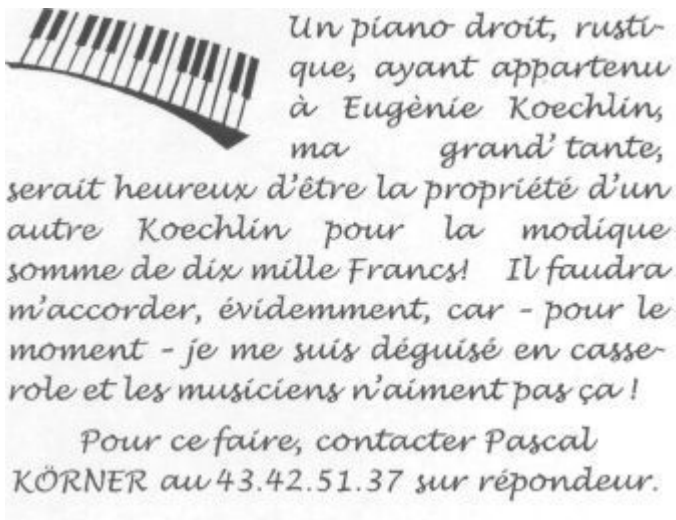 Un piano droit, rusti-
que, ayant appartenu
à Eugènie Koechlin,
ma grand' tante,
serait heureux d'être la propriété d'un
autre Koechlin pour la modique
somme de dix mille Francs! Il faudra
m'accorder, évidemment, car - pour le
moment - je me suis déguisé en casse-
role et les musiciens n'aiment pas ça !
Pour ce faire, contacter Pascal
KÖRNER au 43.42.51.37 sur répondeur.